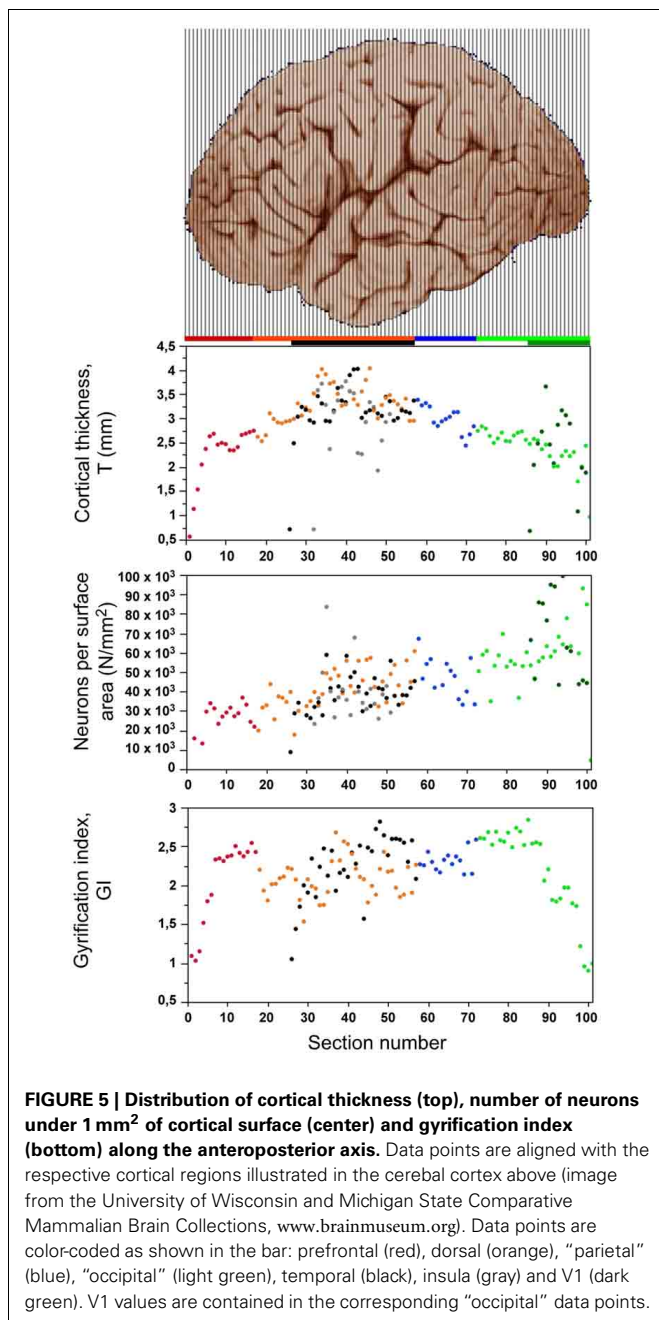 4,5
4
3,5
3
2,5
2
1,5
1
0,5
Cortical thickness,
T (mm)
0 10 20 30 40 50 60 70 80 90 100
100 x 10³
90 x 10³
80 x 10³
70 x 10³
60 x 10³
50 x 10³
40 x 10³
30 x 10³
20 x 10³
10 x 10³
0
Neurons per surface
area (N/mm²)
0 10 20 30 40 50 60 70 80 90 100
3
2,5
2
1,5
1
0,5
Gyrification index,
GI
0 10 20 30 40 50 60 70 80 90 100
Section number
FIGURE 5 | Distribution of cortical thickness (top), number of neurons
under 1 mm² of cortical surface (center) and gyrification index
(bottom) along the anteroposterior axis. Data points are aligned with the
respective cortical regions illustrated in the cerebral cortex above (image
from the University of Wisconsin and Michigan State Comparative
Mammalian Brain Collections, www.brainmuseum.org). Data points are
color-coded as shown in the bar: prefrontal (red), dorsal (orange), “parietal”
(blue), “occipital” (light green), temporal (black), insula (gray) and V1 (dark
green). V1 values are contained in the corresponding “occipital” data points.